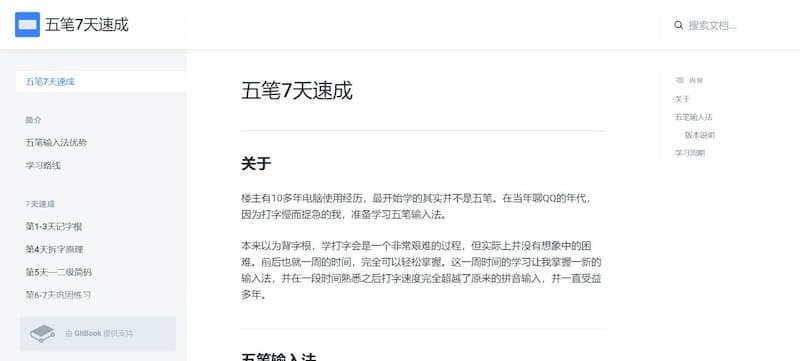 五笔7天速成
搜索文档...
五笔7天速成
简介
五笔输入法优势
学习路线
7天速成
第1-3天记字根
第4天拆字原理
第5天一二级简码
第6-7天巩固练习
由 GitBook 提供支持
五笔7天速成
关于
楼主有10多年电脑使用经历，最开始学的其实并不是五笔。在当年聊QQ的年代，
因为打字慢而捉急的我，准备学习五笔输入法。
本来以为背字根，学打字会是一个非常艰难的过程，但实际上并没有想象中的困
难。前后也就一周的时间，完全可以轻松掌握。这一周时间的学习让我掌握一新的
输入法，并在一段时间熟悉之后打字速度完全超越了原来的拼音输入，并一直受益
多年。
五笔输入法
内容
关于
五笔输入法
版本说明
学习周期